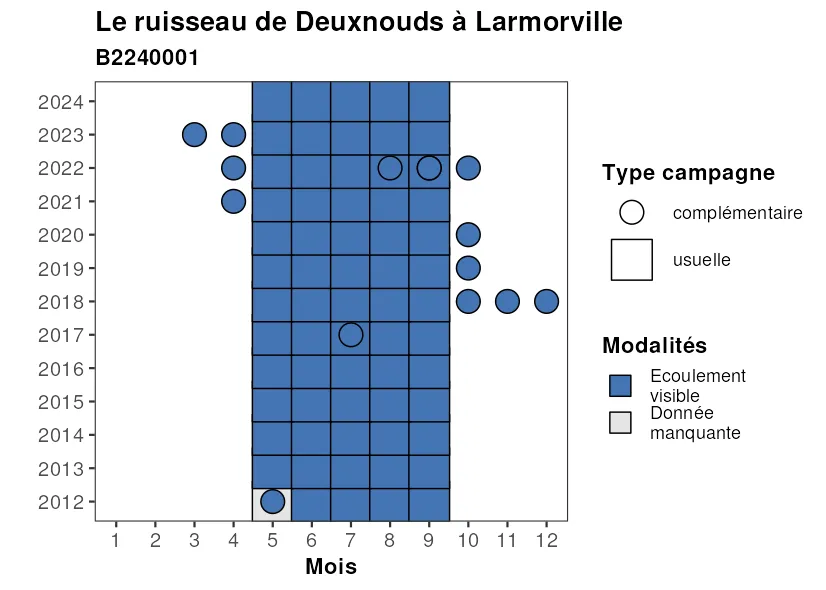 Le ruisseau de Deuxnouds à Larmorville
B2240001
2024
2023
2022
2021
2020
2019
2018
2017
2016
2015
2014
2013
2012
1 2 3 4 5 6 7 8 9 10 11 12
Mois
Type campagne
complémentaire
usuelle
Modalités
Ecoulement
visible
Donnée
manquante